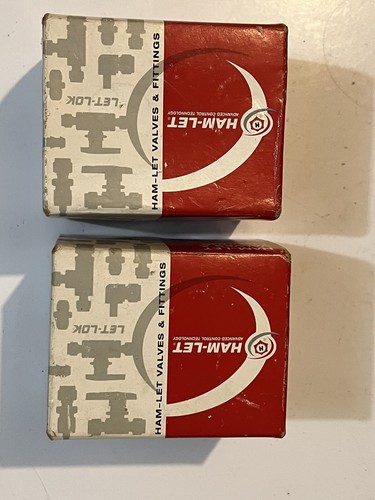 'LET-LOK
HAM-LET VALVES & FITTINGS
HAM-LET
ADVANCED CONTROL TECHNOLOGY
H
LET-LOK
HAM-LET VALVES & FITTINGS
HAM-LET
ADVANCED CONTROL TECHNOLOGY
H